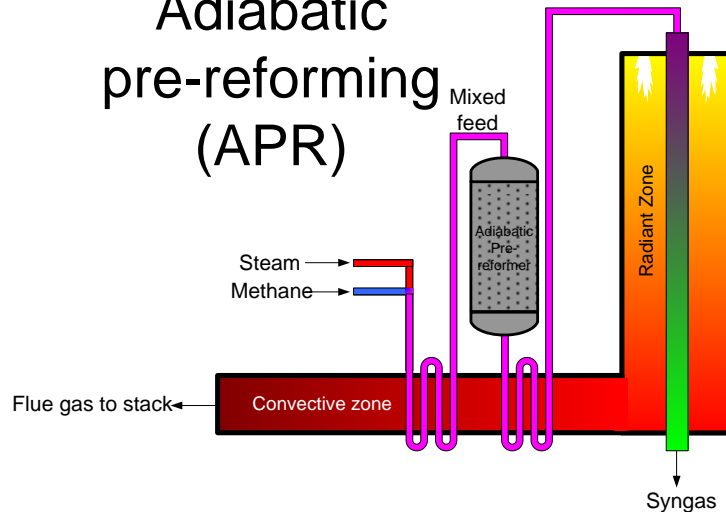 Adiabatic
pre-reforming
(APR)
Mixed
feed
Adiabatic
Pre-
reformer
Radiant Zone
Steam
Methane
Flue gas to stack
Convective zone
Syngas